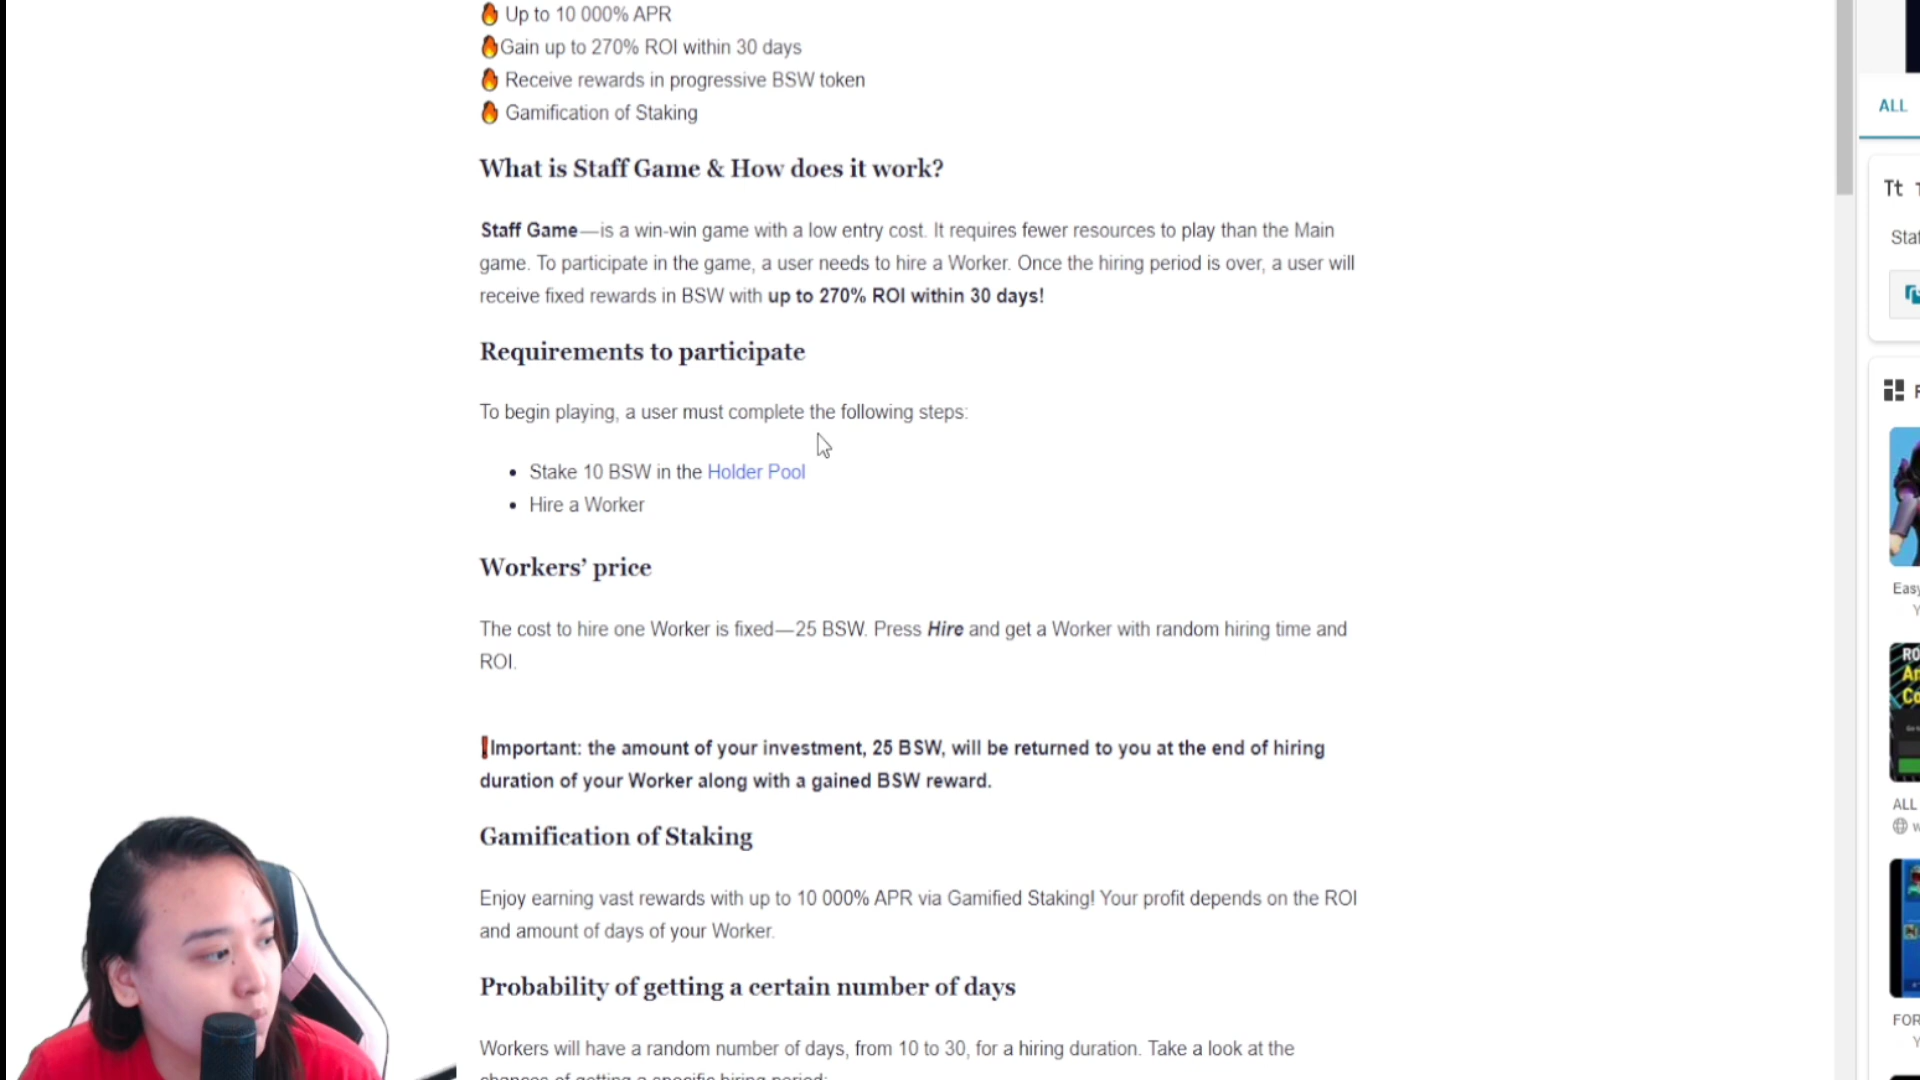 Up to 10 000% APR
Gain up to 270% ROI within 30 days
Receive rewards in progressive BSW token
Gamification of Staking
What is Staff Game & How does it work?
Staff Game—is a win-win game with a low entry cost. It requires fewer resources to play than the Main
game. To participate in the game, a user needs to hire a Worker. Once the hiring period is over, a user will
receive fixed rewards in BSW with up to 270% ROI within 30 days!
Requirements to participate
To begin playing, a user must complete the following steps:
• Stake 10 BSW in the Holder Pool
• Hire a Worker
Workers’ price
The cost to hire one Worker is fixed—25 BSW. Press Hire and get a Worker with random hiring time and
ROI.
❗Important: the amount of your investment, 25 BSW, will be returned to you at the end of hiring
duration of your Worker along with a gained BSW reward.
Gamification of Staking
Enjoy earning vast rewards with up to 10 000% APR via Gamified Staking! Your profit depends on the ROI
and amount of days of your Worker.
Probability of getting a certain number of days
Workers will have a random number of days, from 10 to 30, for a hiring duration. Take a look at the
chances of getting a specific hiring period:
ALL
Tt
ALL